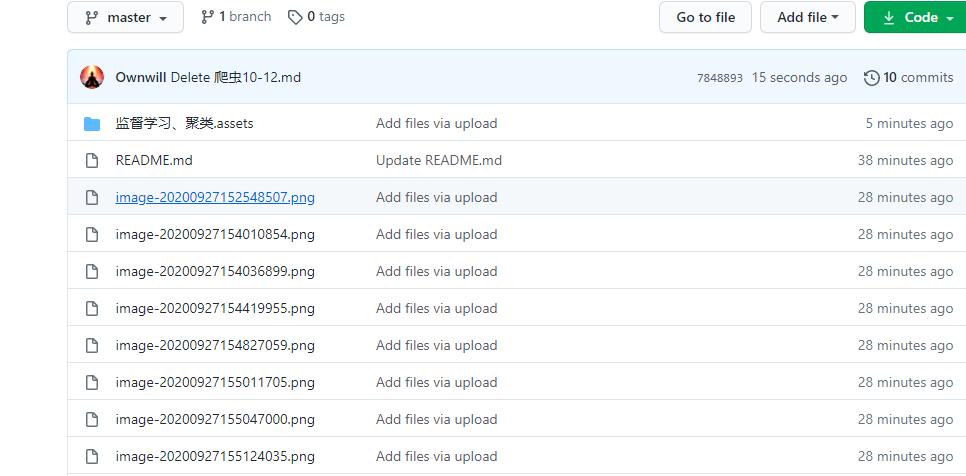 master 1 branch 0 tags Go to file Add file Code
Ownwill Delete 爬虫10-12.md 7848893 15 seconds ago 10 commits
监督学习、聚类.assets Add files via upload 5 minutes ago
README.md Update README.md 38 minutes ago
image-20200927152548507.png Add files via upload 28 minutes ago
image-20200927154010854.png Add files via upload 28 minutes ago
image-20200927154036899.png Add files via upload 28 minutes ago
image-20200927154419955.png Add files via upload 28 minutes ago
image-20200927154827059.png Add files via upload 28 minutes ago
image-20200927155011705.png Add files via upload 28 minutes ago
image-20200927155047000.png Add files via upload 28 minutes ago
image-20200927155124035.png Add files via upload 28 minutes ago